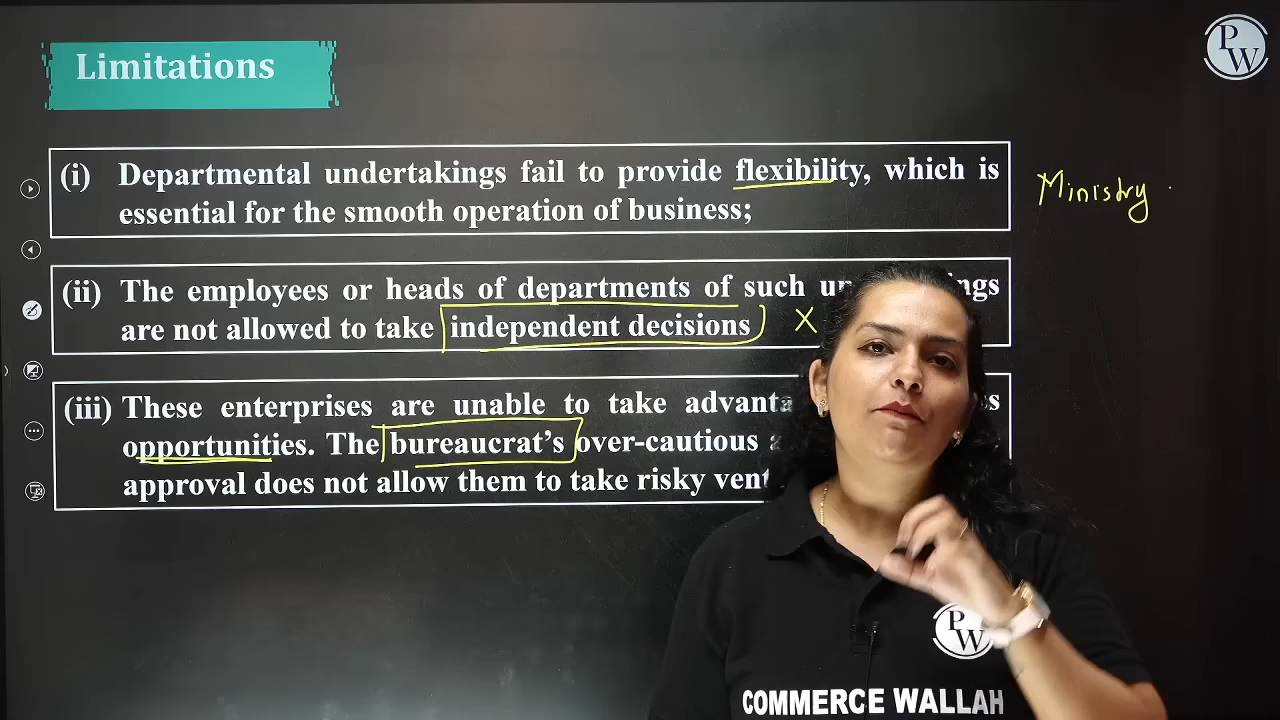 Limitations
PW
(i) Departmental undertakings fail to provide flexibility, which is
essential for the smooth operation of business;
Ministry
(ii) The employees or heads of departments of such
are not allowed to take independent decisions X
(iii) These enterprises are unable to take
opportunities. The bureaucrat's over-cautious
approval does not allow them to take risky
PW
COMMERCE WALLAH